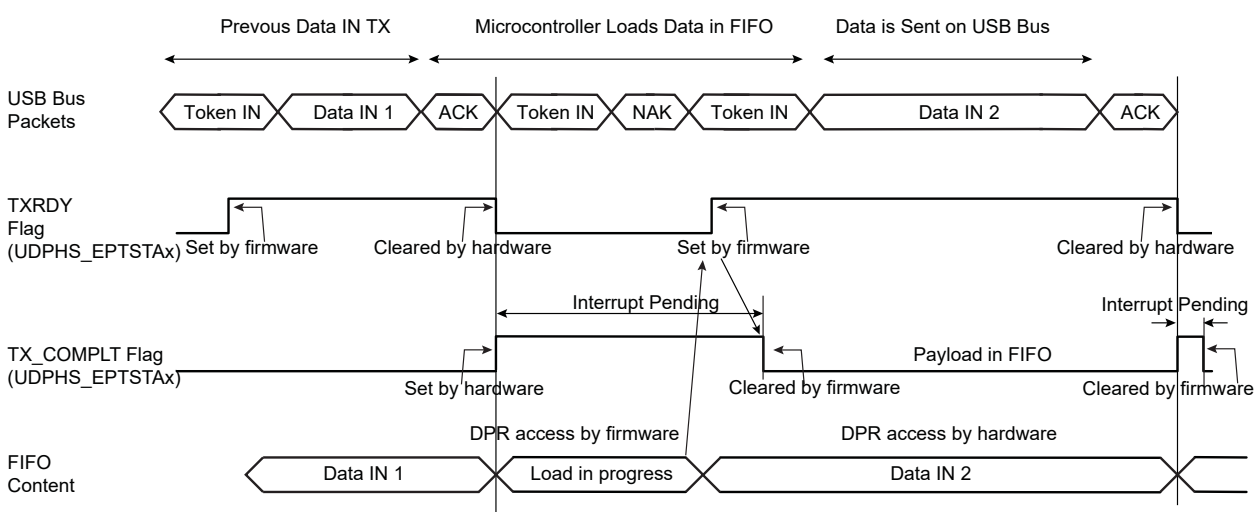 Prevous Data IN TX
Microcontroller Loads Data in FIFO
Data is Sent on USB Bus
USB Bus
Packets
Token IN
Data IN 1
ACK
Token IN
NAK
Token IN
Data IN 2
ACK
TXRDY
Flag
(UDPHS_EPTSTAx)
Set by firmware
Cleared by hardware
Set by firmware
Cleared by hardware
Interrupt Pending
Interrupt Pending
TX_COMPLT Flag
(UDPHS_EPTSTAx)
Payload in FIFO
Set by hardware
Cleared by firmware
Cleared by firmware
DPR access by firmware
DPR access by hardware
FIFO
Content
Data IN 1
Load in progress
Data IN 2